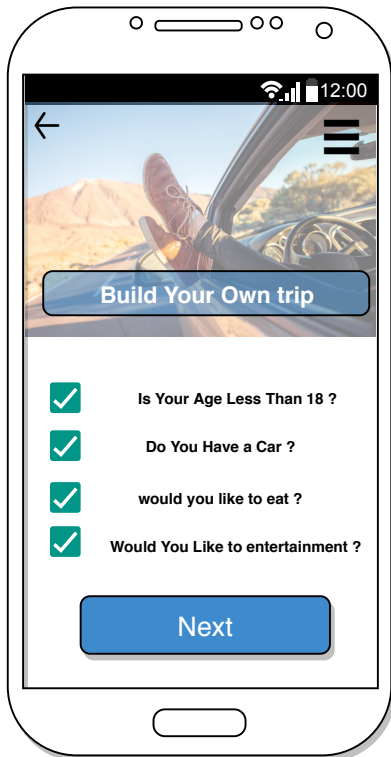 12:00
Build Your Own trip
Is Your Age Less Than 18 ?
Do You Have a Car ?
would you like to eat ?
Would You Like to entertainment ?
Next